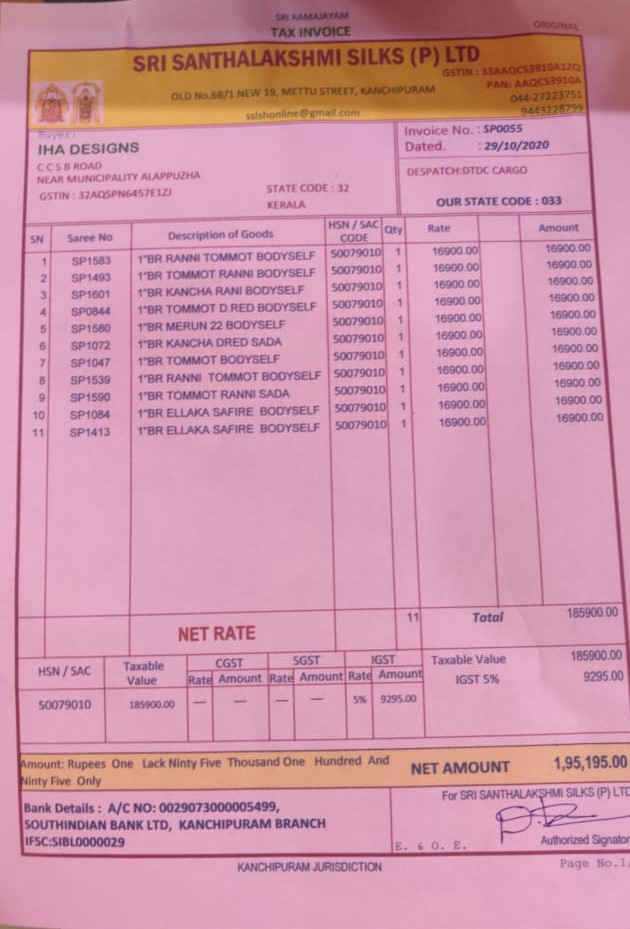 SRI RAMAJAYAM
TAX INVOICE
ORIGINAL
SRI SANTHALAKSHMI SILKS (P) LTD
GSTIN : 33AAQCS3910A1ZQ
PAN: AAQCS3910A
OLD No.6B/1 NEW 19, METTU STREET, KANCHIPURAM
044-27223751
sslshonline@gmail.com
9443228799
Buyer:
IHA DESIGNS
C C S B ROAD
NEAR MUNICIPALITY ALAPPUZHA
GSTIN : 32AQSPN6457E1ZJ
STATE CODE : 32
KERALA
Invoice No. : SP0055
Dated. : 29/10/2020
DESPATCH:DTDC CARGO
OUR STATE CODE : 033
SN Saree No Description of Goods HSN / SAC CODE Qty Rate Amount
1 SP1583 1"BR RANNI TOMMOT BODYSELF 50079010 1 16900.00 16900.00
2 SP1493 1"BR TOMMOT RANNI BODYSELF 50079010 1 16900.00 16900.00
3 SP1601 1"BR KANCHA RANI BODYSELF 50079010 1 16900.00 16900.00
4 SP0844 1"BR TOMMOT D.RED BODYSELF 50079010 1 16900.00 16900.00
5 SP1580 1"BR MERUN 22 BODYSELF 50079010 1 16900.00 16900.00
6 SP1072 1"BR KANCHA DRED SADA 50079010 1 16900.00 16900.00
7 SP1047 1"BR TOMMOT BODYSELF 50079010 1 16900.00 16900.00
8 SP1539 1"BR RANNI TOMMOT BODYSELF 50079010 1 16900.00 16900.00
9 SP1590 1"BR TOMMOT RANNI SADA 50079010 1 16900.00 16900.00
10 SP1084 1"BR ELLAKA SAFIRE BODYSELF 50079010 1 16900.00 16900.00
11 SP1413 1"BR ELLAKA SAFIRE BODYSELF 50079010 1 16900.00 16900.00
NET RATE 11 Total 185900.00
HSN / SAC Taxable Value CGST SGST IGST
Rate Amount Rate Amount Rate Amount
50079010 185900.00 — — — — 5% 9295.00
Taxable Value 185900.00
IGST 5% 9295.00
Amount: Rupees One Lack Ninty Five Thousand One Hundred And
Ninty Five Only
NET AMOUNT 1,95,195.00
Bank Details : A/C NO: 0029073000005499,
SOUTHINDIAN BANK LTD, KANCHIPURAM BRANCH
IFSC:SIBL0000029
For SRI SANTHALAKSHMI SILKS (P) LTD
E. & O. E.
Authorized Signator
KANCHIPURAM JURISDICTION
Page No.1/